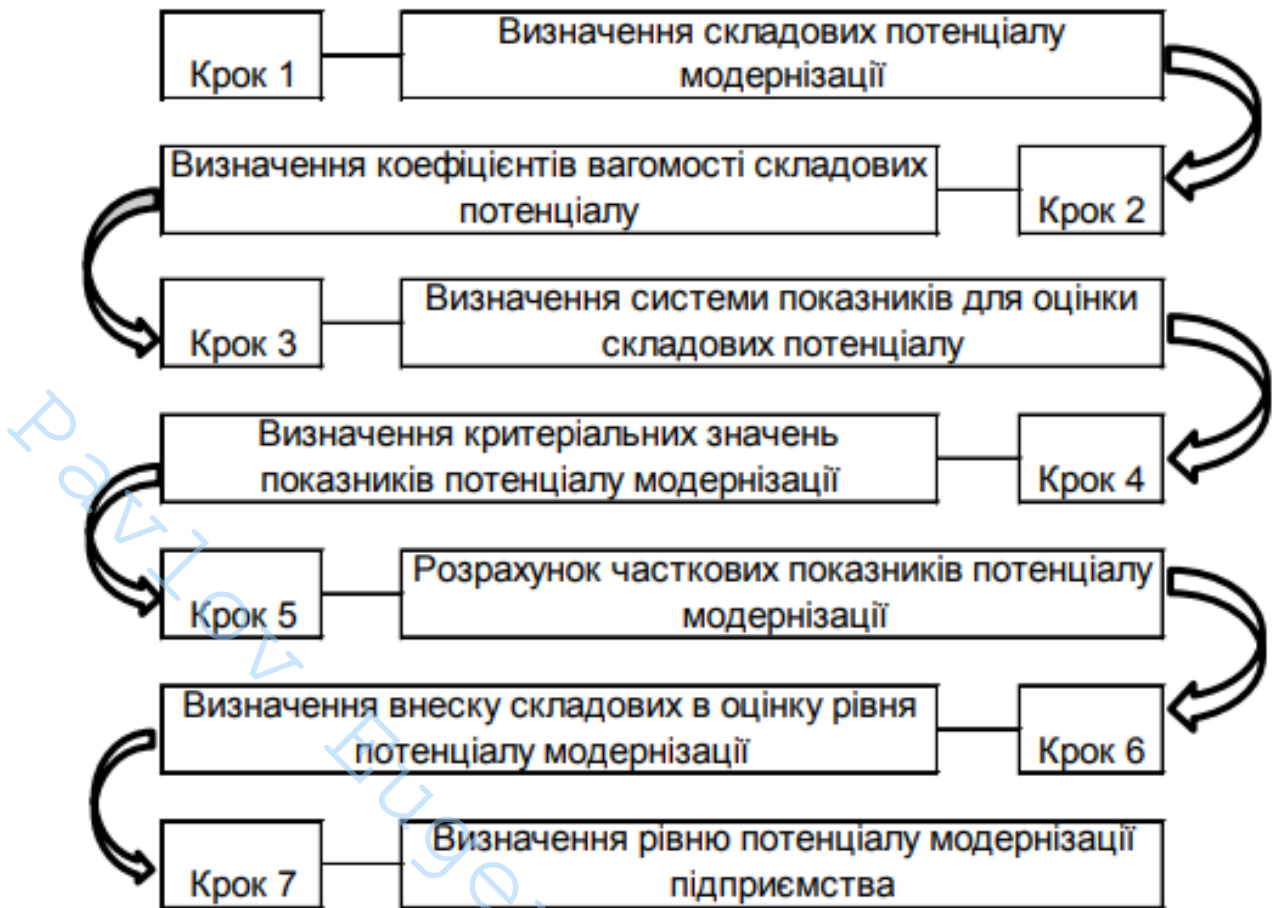 Крок 1
Визначення складових потенціалу
модернізації
Визначення коефіцієнтів вагомості складових
потенціалу
Крок 2
Крок 3
Визначення системи показників для оцінки
складових потенціалу
Визначення критеріальних значень
показників потенціалу модернізації
Крок 4
Крок 5
Розрахунок часткових показників потенціалу
модернізації
Визначення внеску складових в оцінку рівня
потенціалу модернізації
Крок 6
Крок 7
Визначення рівню потенціалу модернізації
підприємства
Pavlov